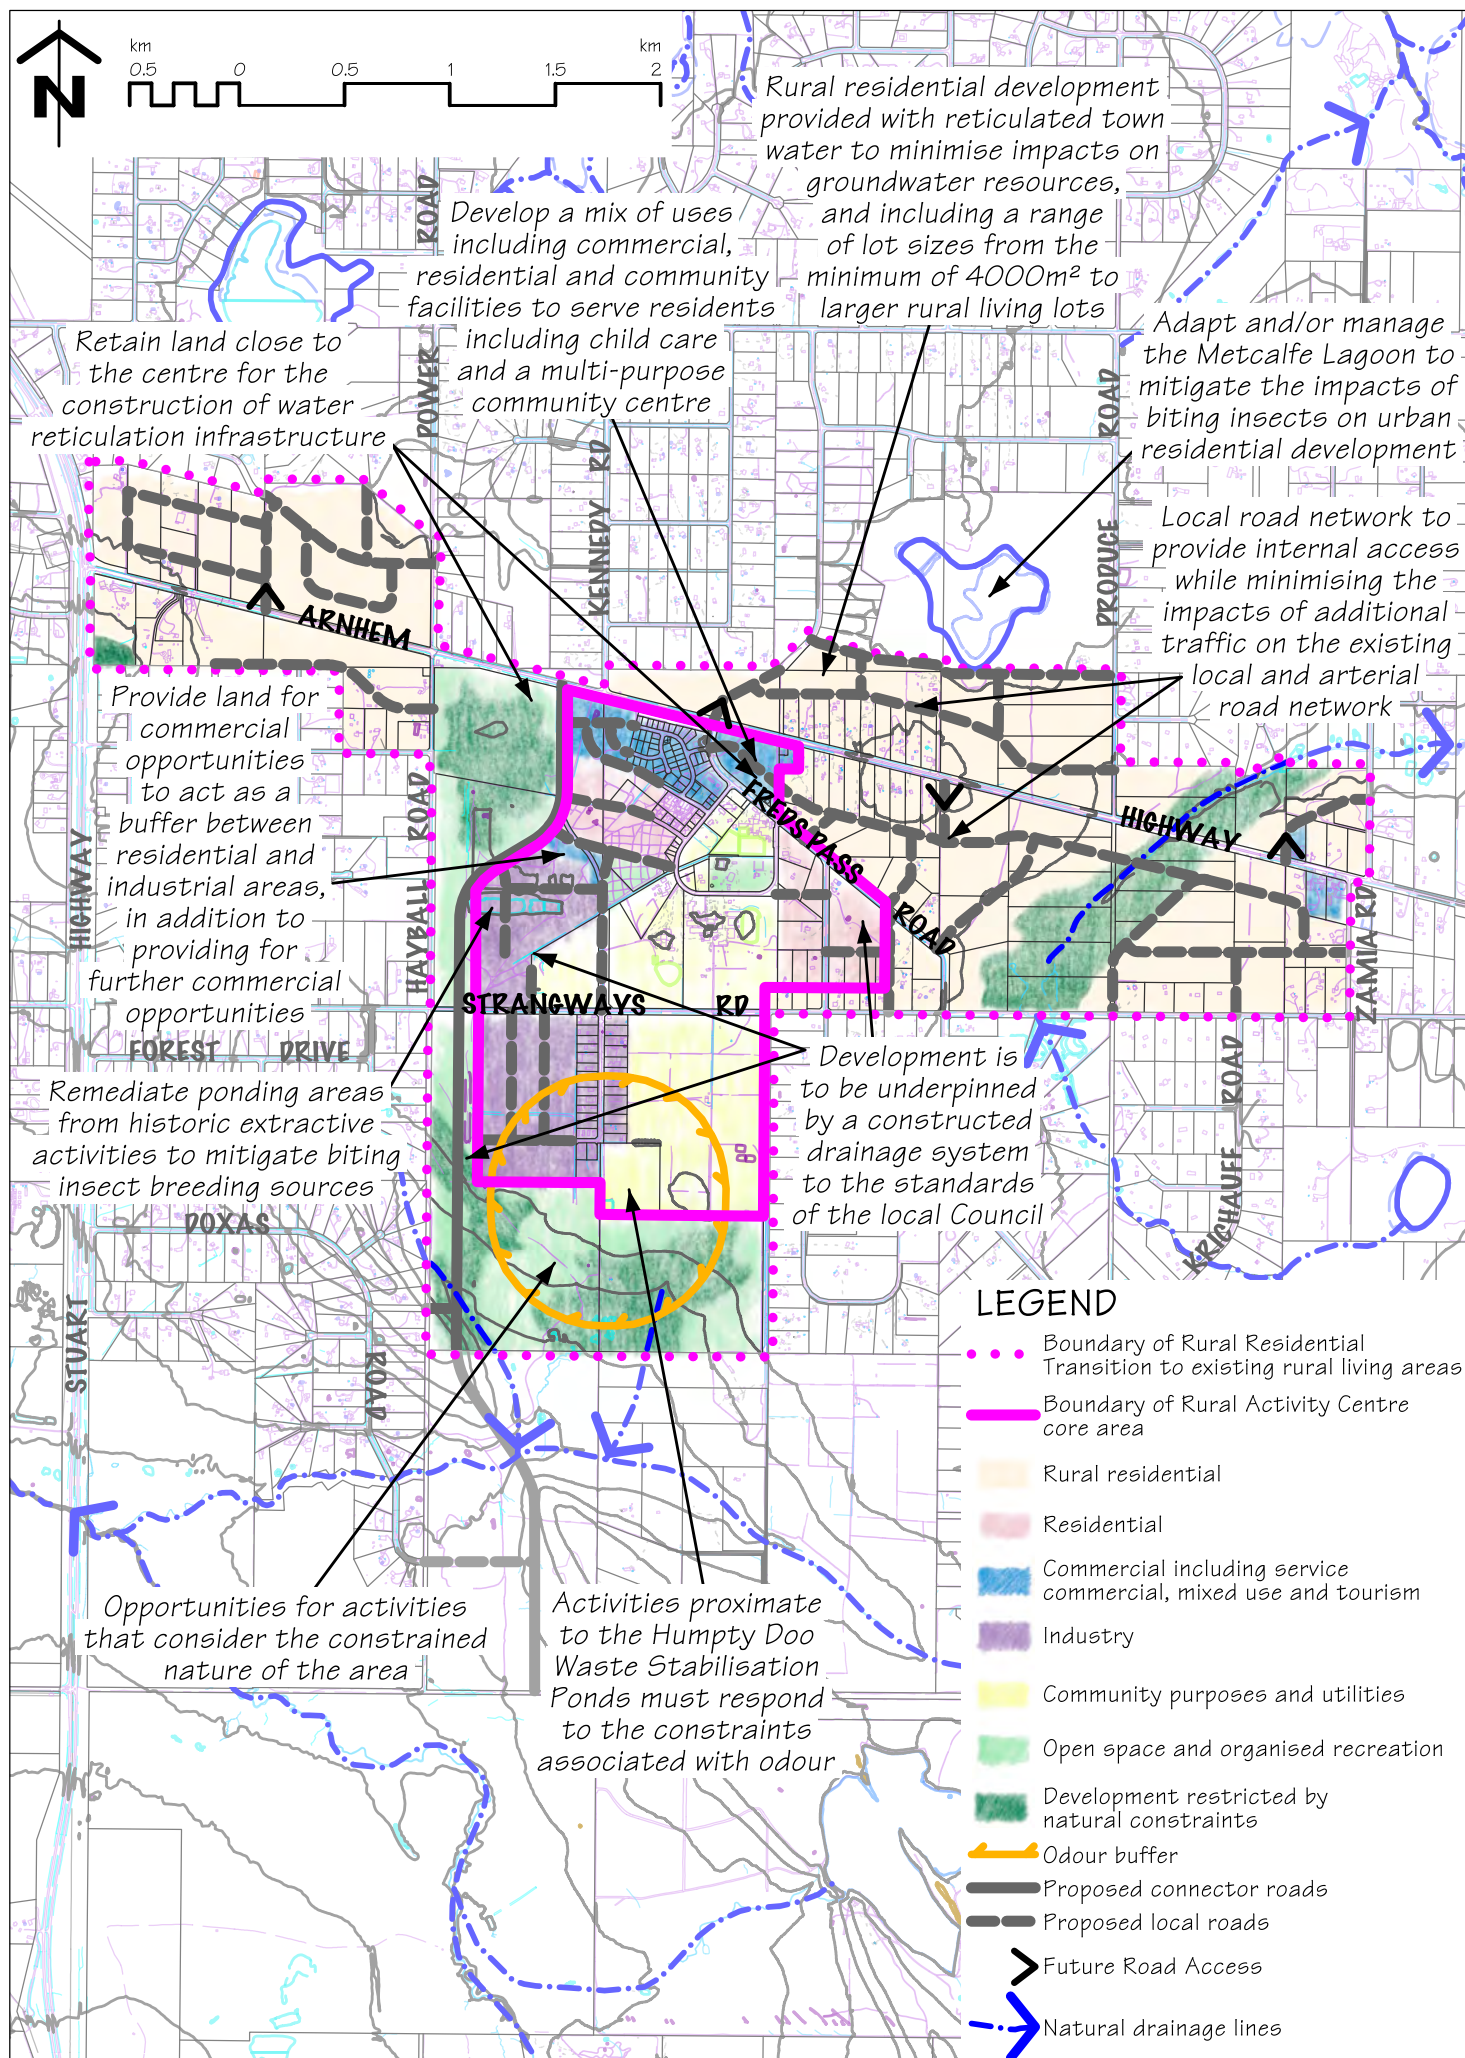 N
km
km
0.5
0
0.5
1
1.5
2
Rural residential development
provided with reticulated town
water to minimise impacts on
groundwater resources,
and including a range
of lot sizes from the
minimum of 4000m² to
larger rural living lots
Develop a mix of uses
including commercial,
residential and community
facilities to serve residents
including child care
and a multi-purpose
community centre
Retain land close to
the centre for the
construction of water
reticulation infrastructure
Adapt and/or manage
the Metcalfe Lagoon to
mitigate the impacts of
biting insects on urban
residential development
Local road network to
provide internal access
while minimising the
impacts of additional
traffic on the existing
local and arterial
road network
POWER ROAD
KENNEDY RD
PRODUCE ROAD
ARNHEM
HIGHWAY
FREDS PASS
ROAD
Provide land for
commercial
opportunities
to act as a
buffer between
residential and
industrial areas,
in addition to
providing for
further commercial
opportunities
HAYBALL ROAD
STUART HIGHWAY
ZAMIA RD
STRANGWAYS RD
FOREST DRIVE
Remediate ponding areas
from historic extractive
activities to mitigate biting
insect breeding sources
Development is
to be underpinned
by a constructed
drainage system
to the standards
of the local Council
KRICHAUFF ROAD
DOXAS
ROAD
Opportunities for activities
that consider the constrained
nature of the area
Activities proximate
to the Humpty Doo
Waste Stabilisation
Ponds must respond
to the constraints
associated with odour
LEGEND
Boundary of Rural Residential
Transition to existing rural living areas
Boundary of Rural Activity Centre
core area
Rural residential
Residential
Commercial including service
commercial, mixed use and tourism
Industry
Community purposes and utilities
Open space and organised recreation
Development restricted by
natural constraints
Odour buffer
Proposed connector roads
Proposed local roads
Future Road Access
Natural drainage lines